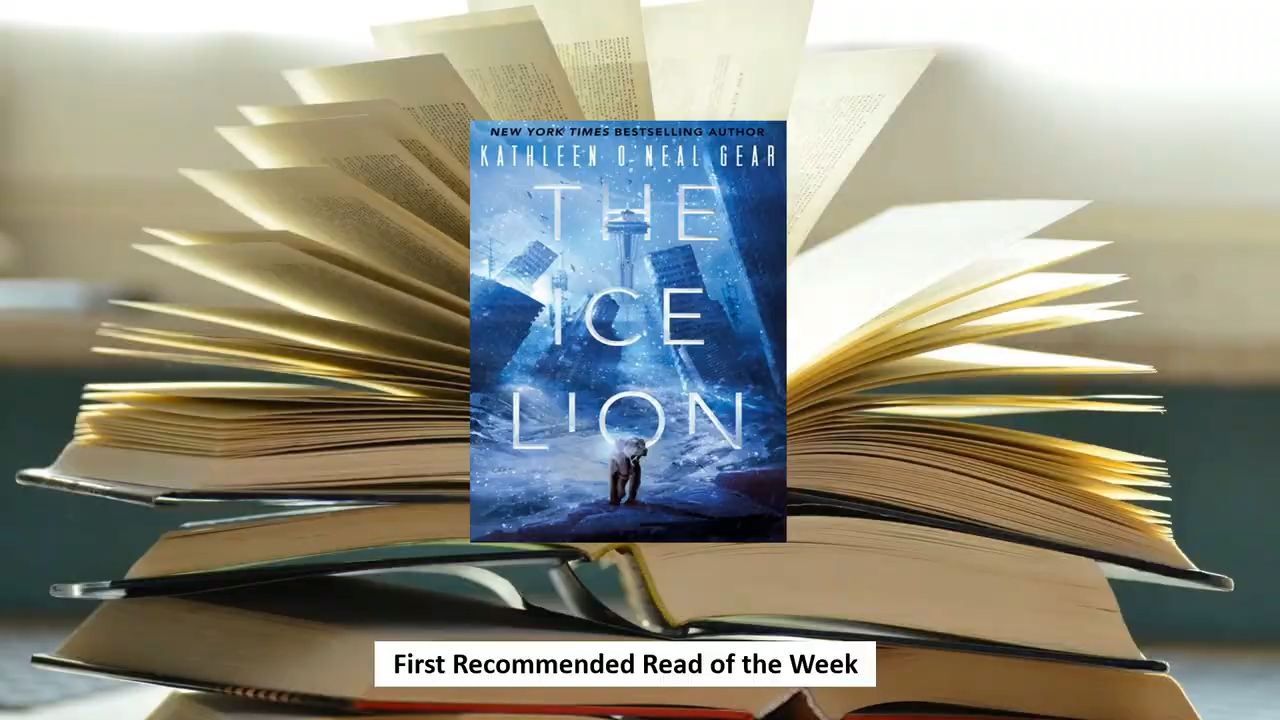 NEW YORK TIMES BESTSELLING AUTHOR
KATHLEEN O'NEAL GEAR
THE
ICE
LION
First Recommended Read of the Week